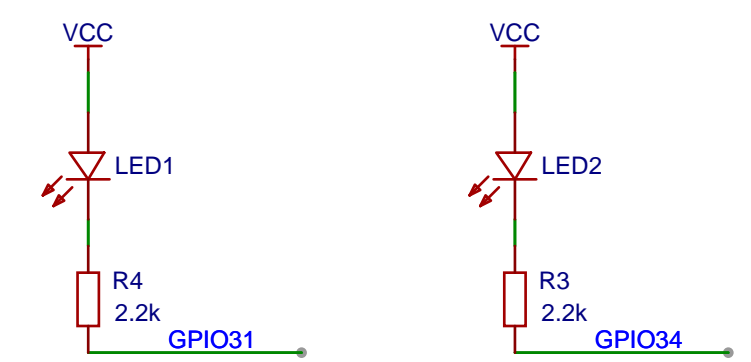 VCC
LED1
R4
2.2k
GPIO31
VCC
LED2
R3
2.2k
GPIO34